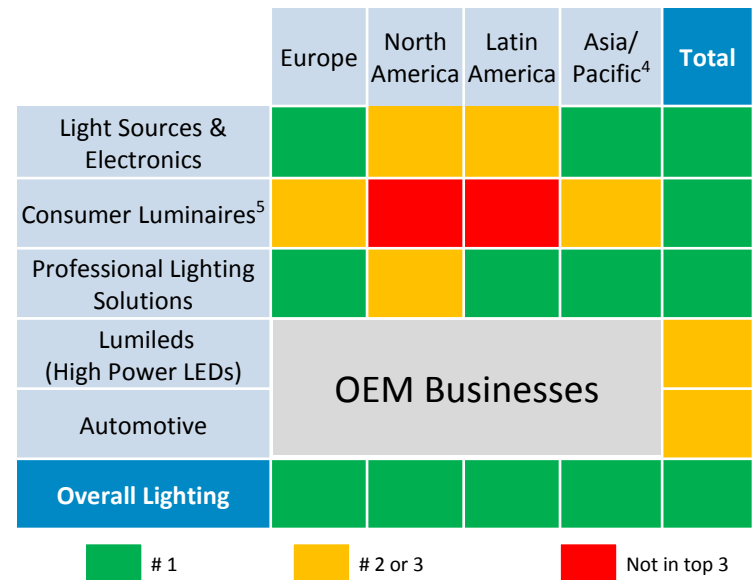 Europe
North
America
Latin
America
Asia/
Pacific4
Total
Light Sources &
Electronics
Consumer Luminaires5
Professional Lighting
Solutions
Lumileds
(High Power LEDs)
OEM Businesses
Automotive
Overall Lighting
# 1
# 2 or 3
Not in top 3